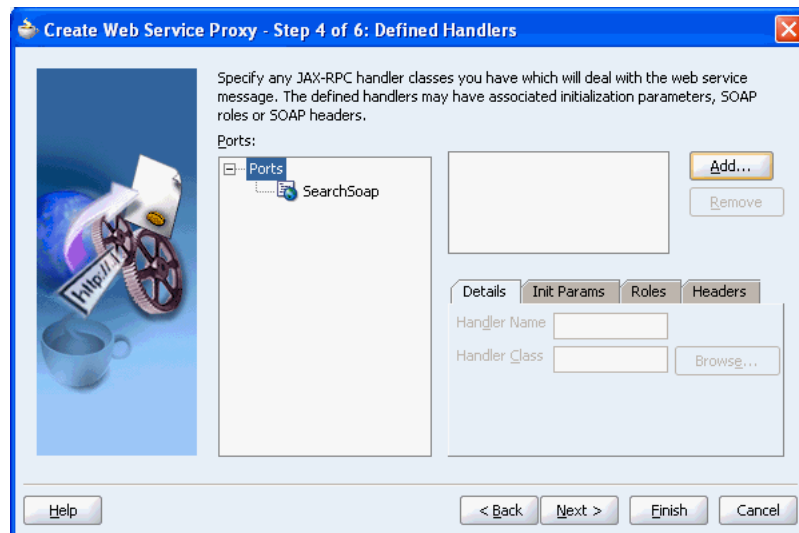 Create Web Service Proxy - Step 4 of 6: Defined Handlers
Specify any JAX-RPC handler classes you have which will deal with the web service
message. The defined handlers may have associated initialization parameters, SOAP
roles or SOAP headers.
Ports:
Ports
SearchSoap
Add...
Remove
Details Init Params Roles Headers
Handler Name
Handler Class Browse...
http://
Help < Back Next > Finish Cancel